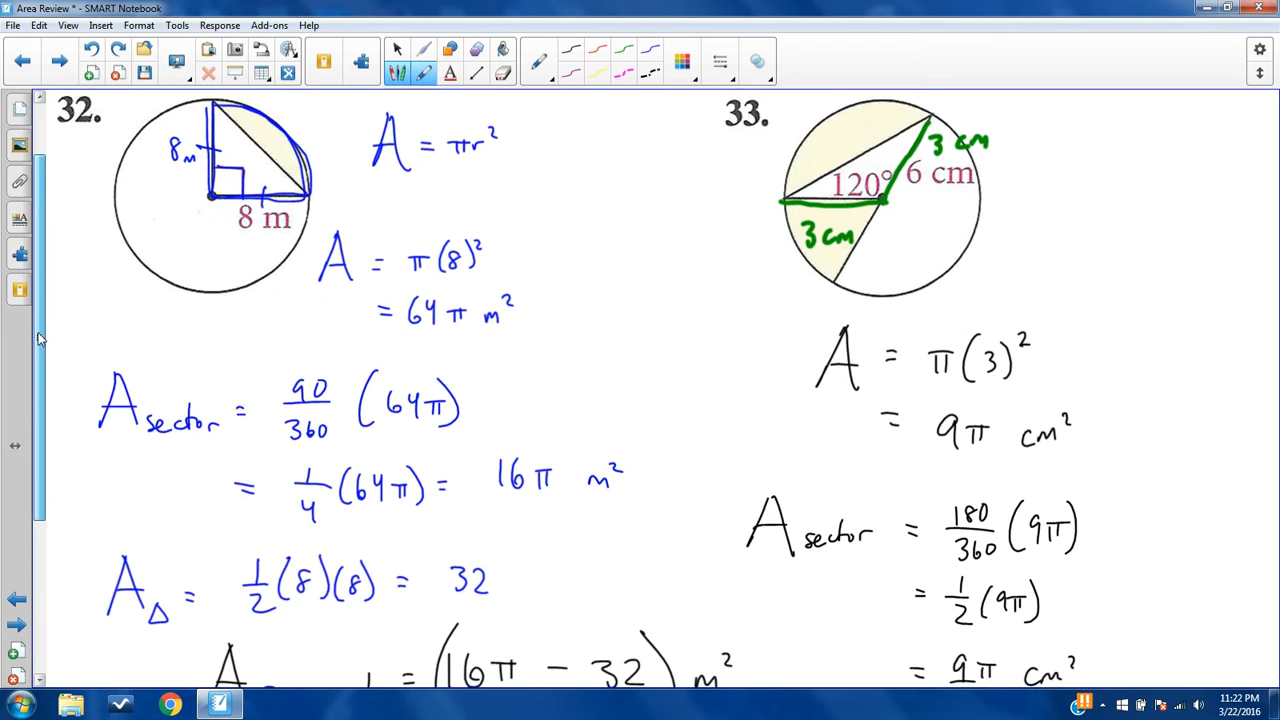 Area Review * - SMART Notebook
File Edit View Insert Format Tools Response Add-ons Help
32.
8m
8 m
A = πr²
A = π(8)²
= 64π m²
A sector = 90/360 (64π)
= 1/4 (64π) = 16π m²
A△ = 1/2 (8)(8) = 32
A = (16π − 32) m²
33.
3 cm
120° 6 cm
3cm
A = π(3)²
= 9π cm²
A sector = 180/360 (9π)
= 1/2 (9π)
= 9π cm²
11:22 PM
3/22/2016